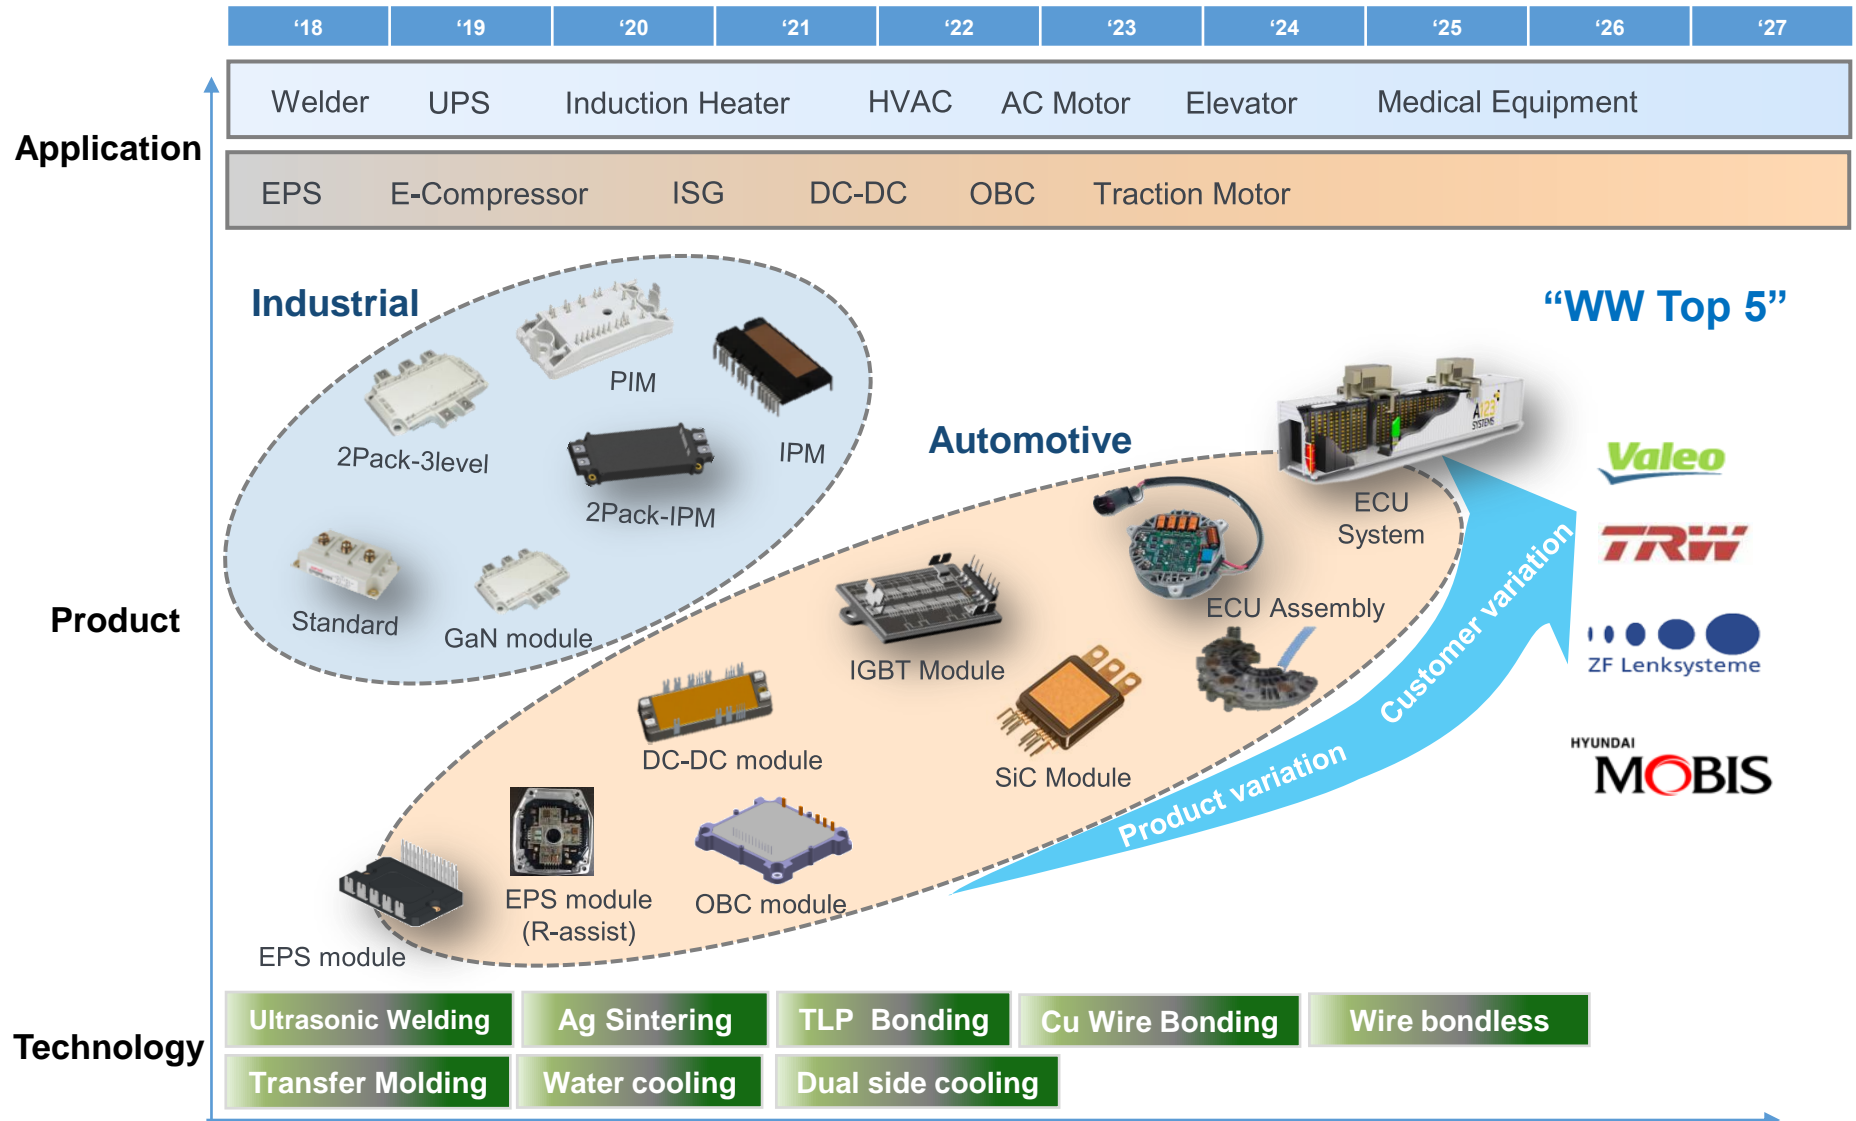 ‘18 ‘19 ‘20 ‘21 ‘22 ‘23 ‘24 ‘25 ‘26 ‘27
Application
Welder UPS Induction Heater HVAC AC Motor Elevator Medical Equipment
EPS E-Compressor ISG DC-DC OBC Traction Motor
Product
Industrial
PIM
2Pack-3level
IPM
2Pack-IPM
Standard
GaN module
Automotive
ECU
System
A123
SYSTEMS
ECU Assembly
IGBT Module
SiC Module
DC-DC module
OBC module
EPS module
(R-assist)
EPS module
Product variation
Customer variation
“WW Top 5”
Valeo
TRW
ZF Lenksysteme
HYUNDAI
MOBIS
Technology
Ultrasonic Welding Ag Sintering TLP Bonding Cu Wire Bonding Wire bondless
Transfer Molding Water cooling Dual side cooling